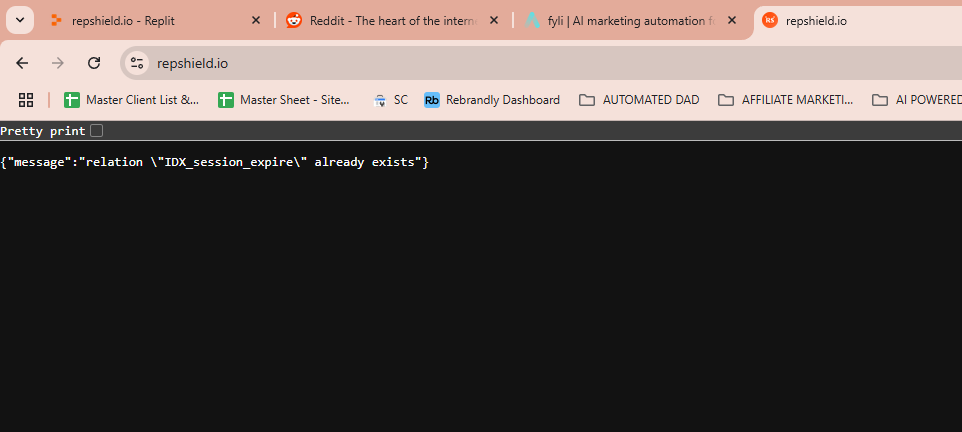 repshield.io - Replit
Reddit - The heart of the interne
fyli | AI marketing automation fo
RS
repshield.io
repshield.io
Master Client List &...
Master Sheet - Site...
SC
Rb
Rebrandly Dashboard
AUTOMATED DAD
AFFILIATE MARKETI...
AI POWERED
Pretty print
{"message":"relation \"IDX_session_expire\" already exists"}